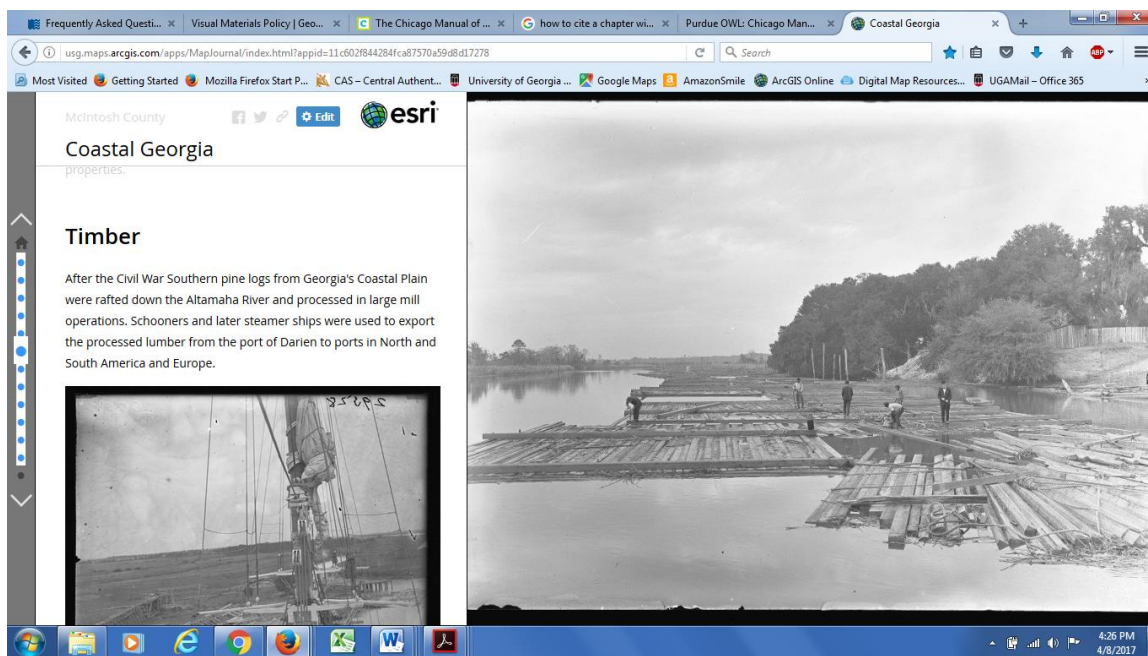 Frequently Asked Questi... × Visual Materials Policy | Geo... × C The Chicago Manual of ... × G how to cite a chapter wi... × Purdue OWL: Chicago Man... × Coastal Georgia × +
usg.maps.arcgis.com/apps/MapJournal/index.html?appid=11c602f844284fca87570a59d8d17278 Search ABP
Most Visited Getting Started Mozilla Firefox Start P... CAS – Central Authent... University of Georgia ... Google Maps a AmazonSmile ArcGIS Online Digital Map Resources... UGAMail – Office 365
McIntosh County Edit esri
Coastal Georgia
properties.
Timber
After the Civil War Southern pine logs from Georgia's Coastal Plain
were rafted down the Altamaha River and processed in large mill
operations. Schooners and later steamer ships were used to export
the processed lumber from the port of Darien to ports in North and
South America and Europe.
29578
4:26 PM
4/8/2017